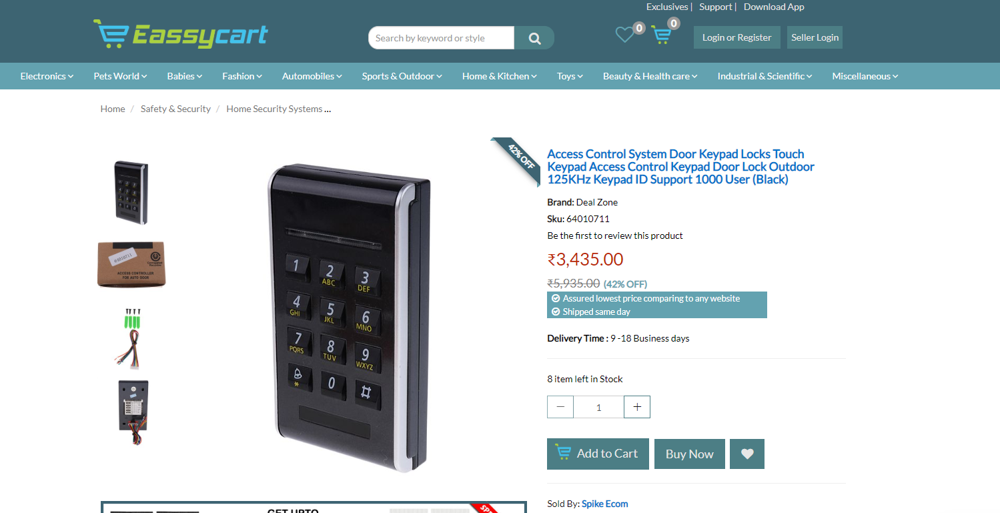 Exclusives | Support | Download App
Eassycart
Search by keyword or style
0
0
Login or Register
Seller Login
Electronics
Pets World
Babies
Fashion
Automobiles
Sports & Outdoor
Home & Kitchen
Toys
Beauty & Health care
Industrial & Scientific
Miscellaneous
Home / Safety & Security / Home Security Systems ...
64010711
ACCESS CONTROLLER
FOR AUTO DOOR
1
2 ABC
3 DEF
4 GHI
5 JKL
6 MNO
7 PQRS
8 TUV
9 WXYZ
*
0
#
42% OFF
Access Control System Door Keypad Locks Touch
Keypad Access Control Keypad Door Lock Outdoor
125KHz Keypad ID Support 1000 User (Black)
Brand: Deal Zone
Sku: 64010711
Be the first to review this product
₹3,435.00
₹5,935.00 (42% OFF)
Assured lowest price comparing to any website
Shipped same day
Delivery Time : 9 -18 Business days
8 item left in Stock
1
Add to Cart
Buy Now
Sold By: Spike Ecom
GET UPTO